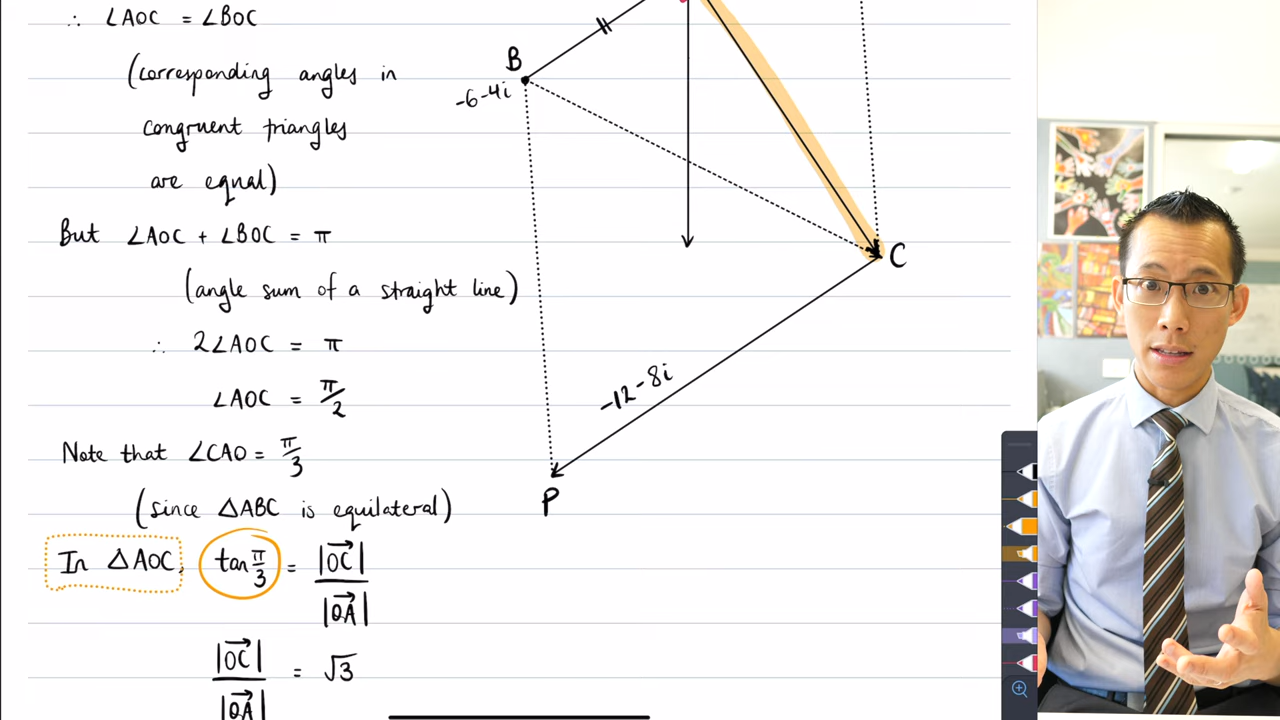 ∴ ∠AOC = ∠BOC
(corresponding angles in
congruent triangles
are equal)
But ∠AOC + ∠BOC = π
(angle sum of a straight line)
∴ 2∠AOC = π
∠AOC = π/2
Note that ∠CAO = π/3
(since △ABC is equilateral)
In △AOC, tan π/3 = |OC→| / |OA→|
|OC→| / |OA→| = √3
B
-6-4i
C
-12-8i
P